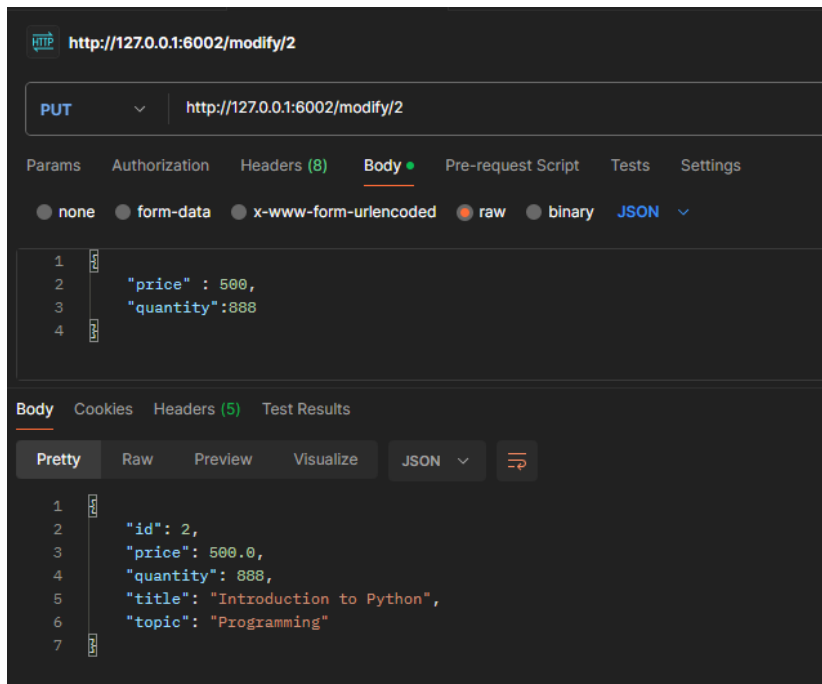 HTTP http://127.0.0.1:6002/modify/2
PUT http://127.0.0.1:6002/modify/2
Params Authorization Headers (8) Body Pre-request Script Tests Settings
none form-data x-www-form-urlencoded raw binary JSON
1 {
2 "price" : 500,
3 "quantity":888
4 }
Body Cookies Headers (5) Test Results
Pretty Raw Preview Visualize JSON
1 {
2 "id": 2,
3 "price": 500.0,
4 "quantity": 888,
5 "title": "Introduction to Python",
6 "topic": "Programming"
7 }